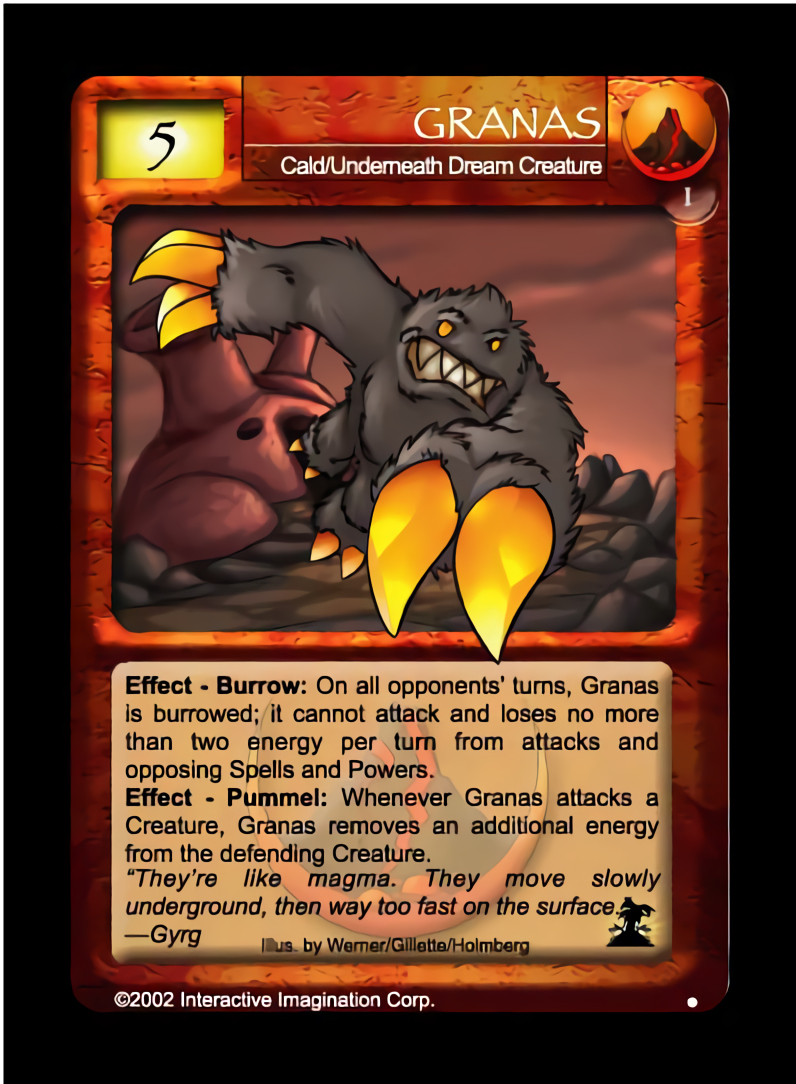 5
GRANAS
Cald/Underneath Dream Creature
1
Effect - Burrow: On all opponents' turns, Granas
is burrowed; it cannot attack and loses no more
than two energy per turn from attacks and
opposing Spells and Powers.
Effect - Pummel: Whenever Granas attacks a
Creature, Granas removes an additional energy
from the defending Creature.
“They're like magma. They move slowly
underground, then way too fast on the surface.
—Gyrg
Illus. by Werner/Gillette/Holmberg
©2002 Interactive Imagination Corp.